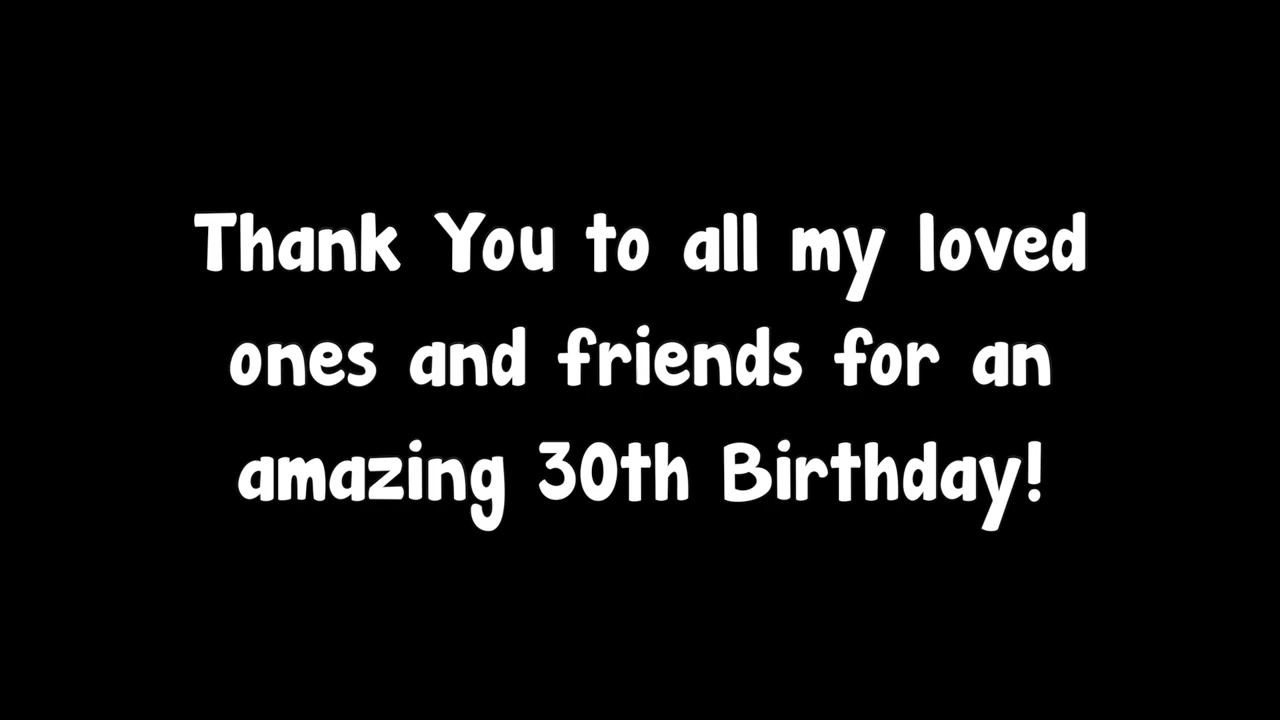 Thank You to all my loved
ones and friends for an
amazing 30th Birthday!